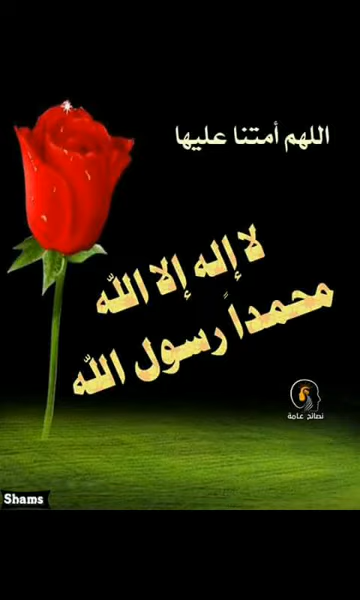 اللهم أمتنا عليها
لا إله إلا الله
محمداً رسول الله
نصائح عامة
Shams